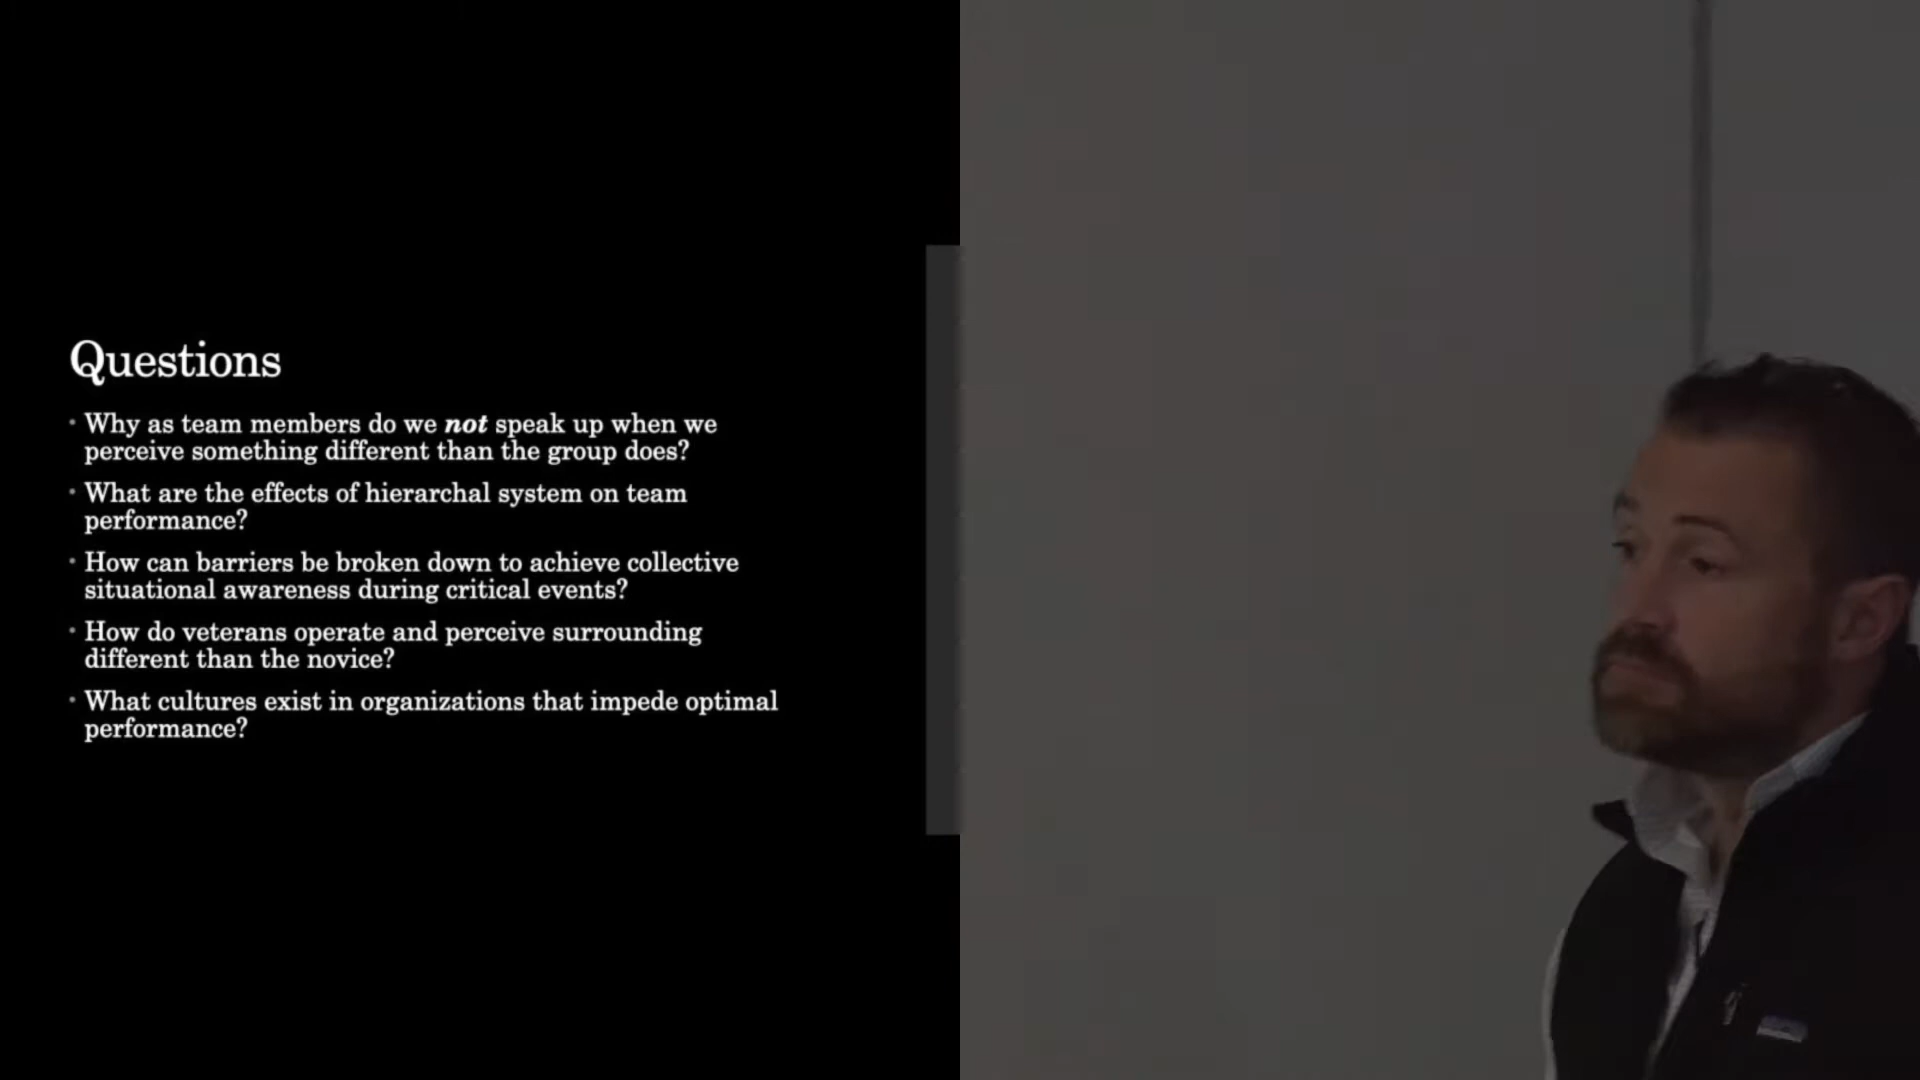 Questions
• Why as team members do we not speak up when we
perceive something different than the group does?
• What are the effects of hierarchal system on team
performance?
• How can barriers be broken down to achieve collective
situational awareness during critical events?
• How do veterans operate and perceive surrounding
different than the novice?
• What cultures exist in organizations that impede optimal
performance?